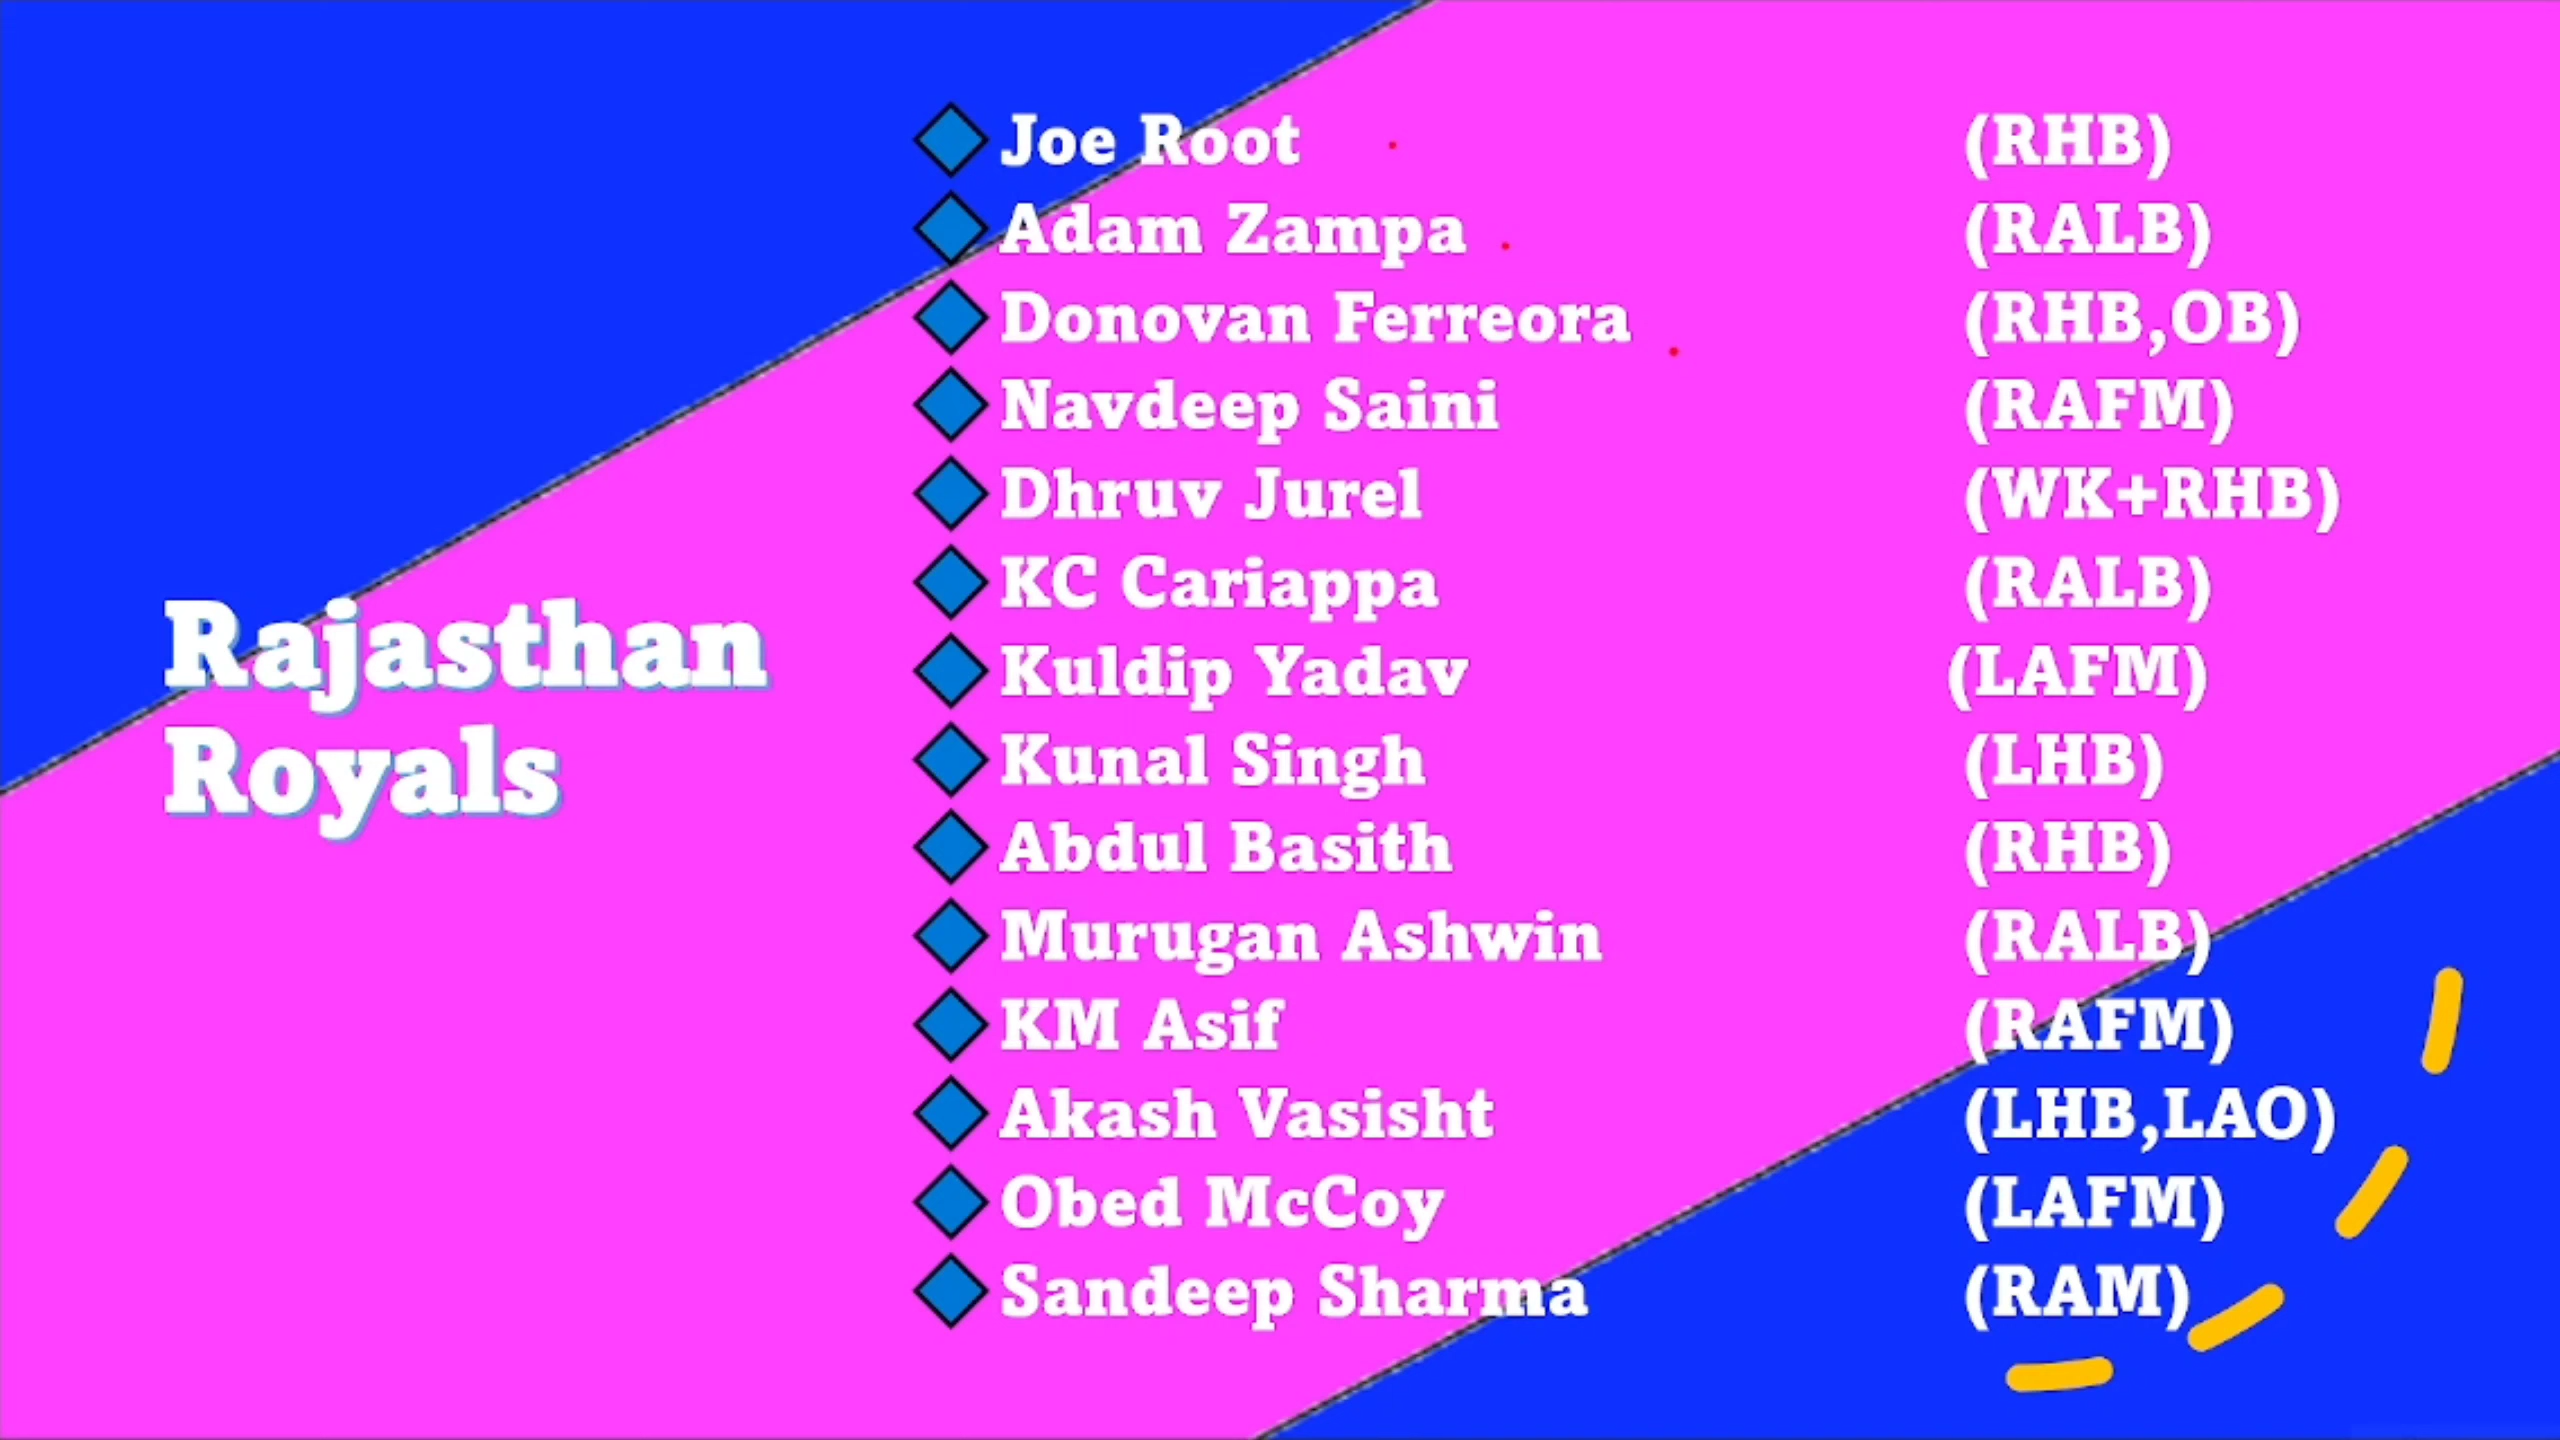 Rajasthan
Royals
Joe Root (RHB)
Adam Zampa (RALB)
Donovan Ferreora (RHB,OB)
Navdeep Saini (RAFM)
Dhruv Jurel (WK+RHB)
KC Cariappa (RALB)
Kuldip Yadav (LAFM)
Kunal Singh (LHB)
Abdul Basith (RHB)
Murugan Ashwin (RALB)
KM Asif (RAFM)
Akash Vasisht (LHB,LAO)
Obed McCoy (LAFM)
Sandeep Sharma (RAM)